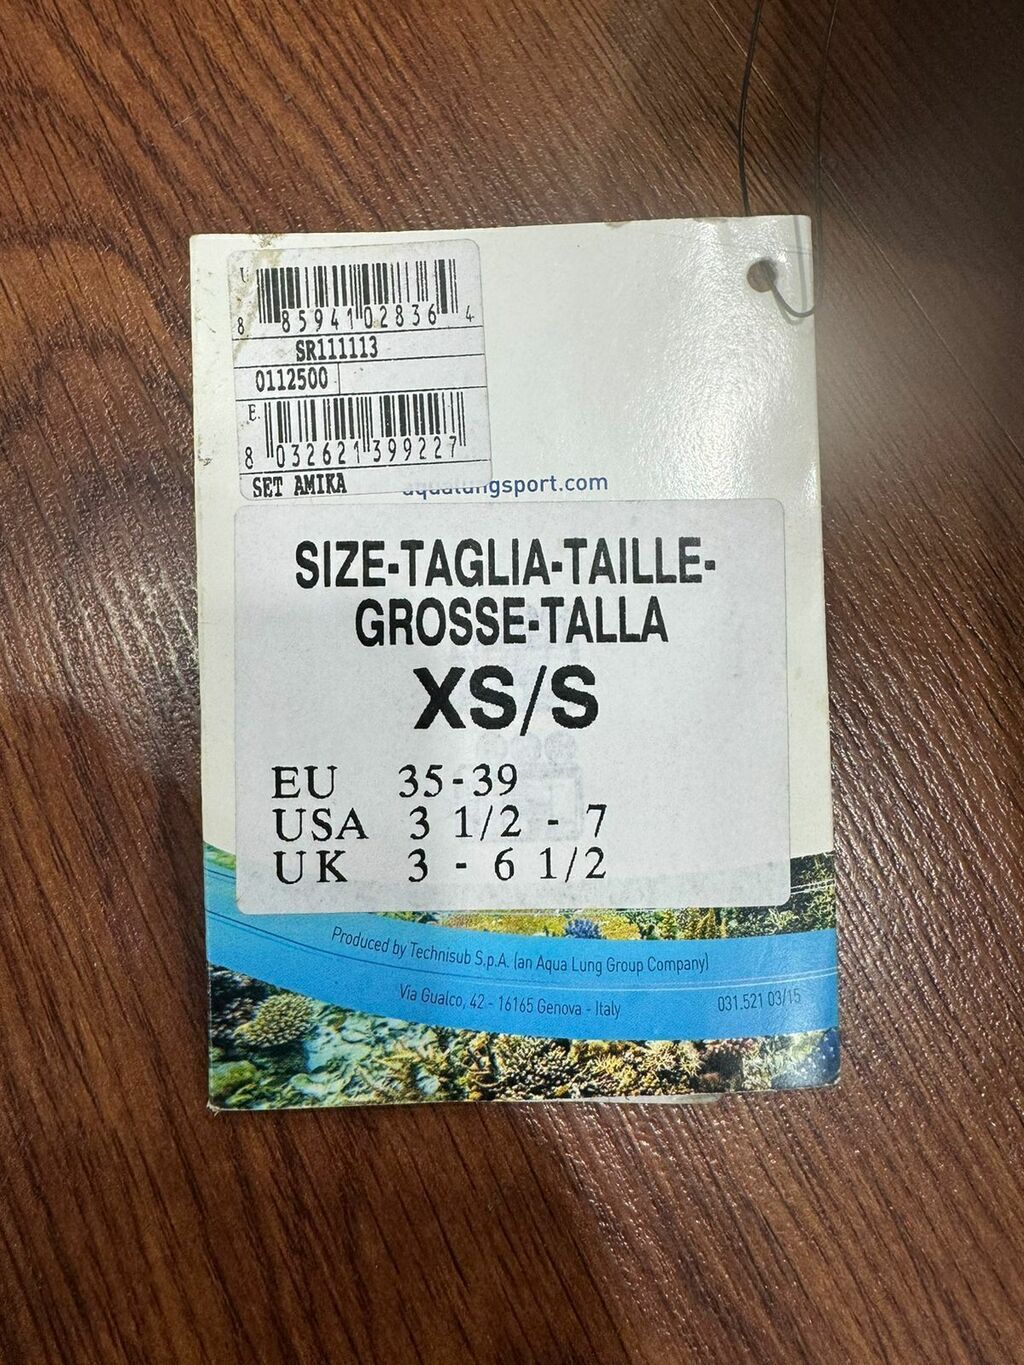 U.
8 85941 02836 4
SR111113
0112500
E.
8 032621 399227
SET AMIKA
aqualungsport.com
SIZE-TAGLIA-TAILLE-
GROSSE-TALLA
XS/S
EU 35-39
USA 3 1/2 - 7
UK 3 - 6 1/2
Produced by Technisub S.p.A. (an Aqua Lung Group Company)
Via Gualco, 42 - 16165 Genova - Italy
031.521 03/15